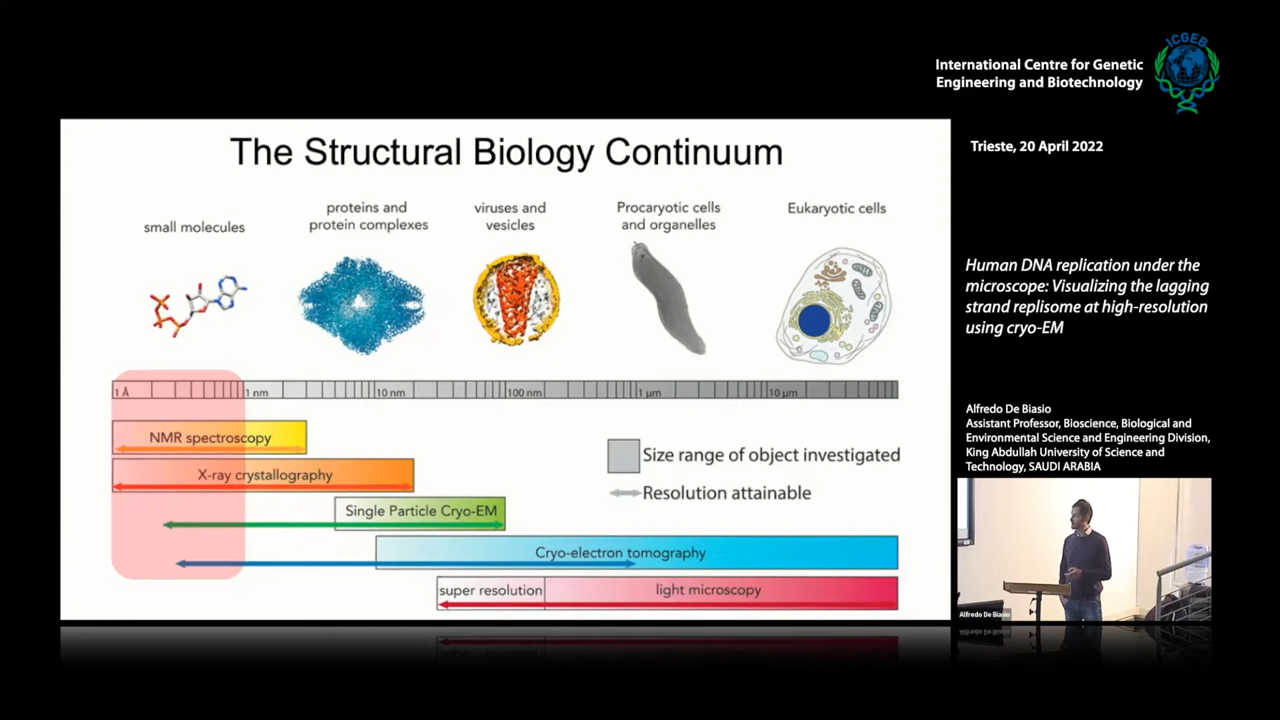 ICGEB
International Centre for Genetic
Engineering and Biotechnology
Trieste, 20 April 2022
The Structural Biology Continuum
small molecules
proteins and
protein complexes
viruses and
vesicles
Procaryotic cells
and organelles
Eukaryotic cells
1 Å
1 nm
10 nm
100 nm
1 µm
10 µm
NMR spectroscopy
X-ray crystallography
Single Particle Cryo-EM
Cryo-electron tomography
super resolution
light microscopy
Size range of object investigated
Resolution attainable
Human DNA replication under the
microscope: Visualizing the lagging
strand replisome at high-resolution
using cryo-EM
Alfredo De Biasio
Assistant Professor, Bioscience, Biological and
Environmental Science and Engineering Division,
King Abdullah University of Science and
Technology, SAUDI ARABIA
Alfredo De Biasio